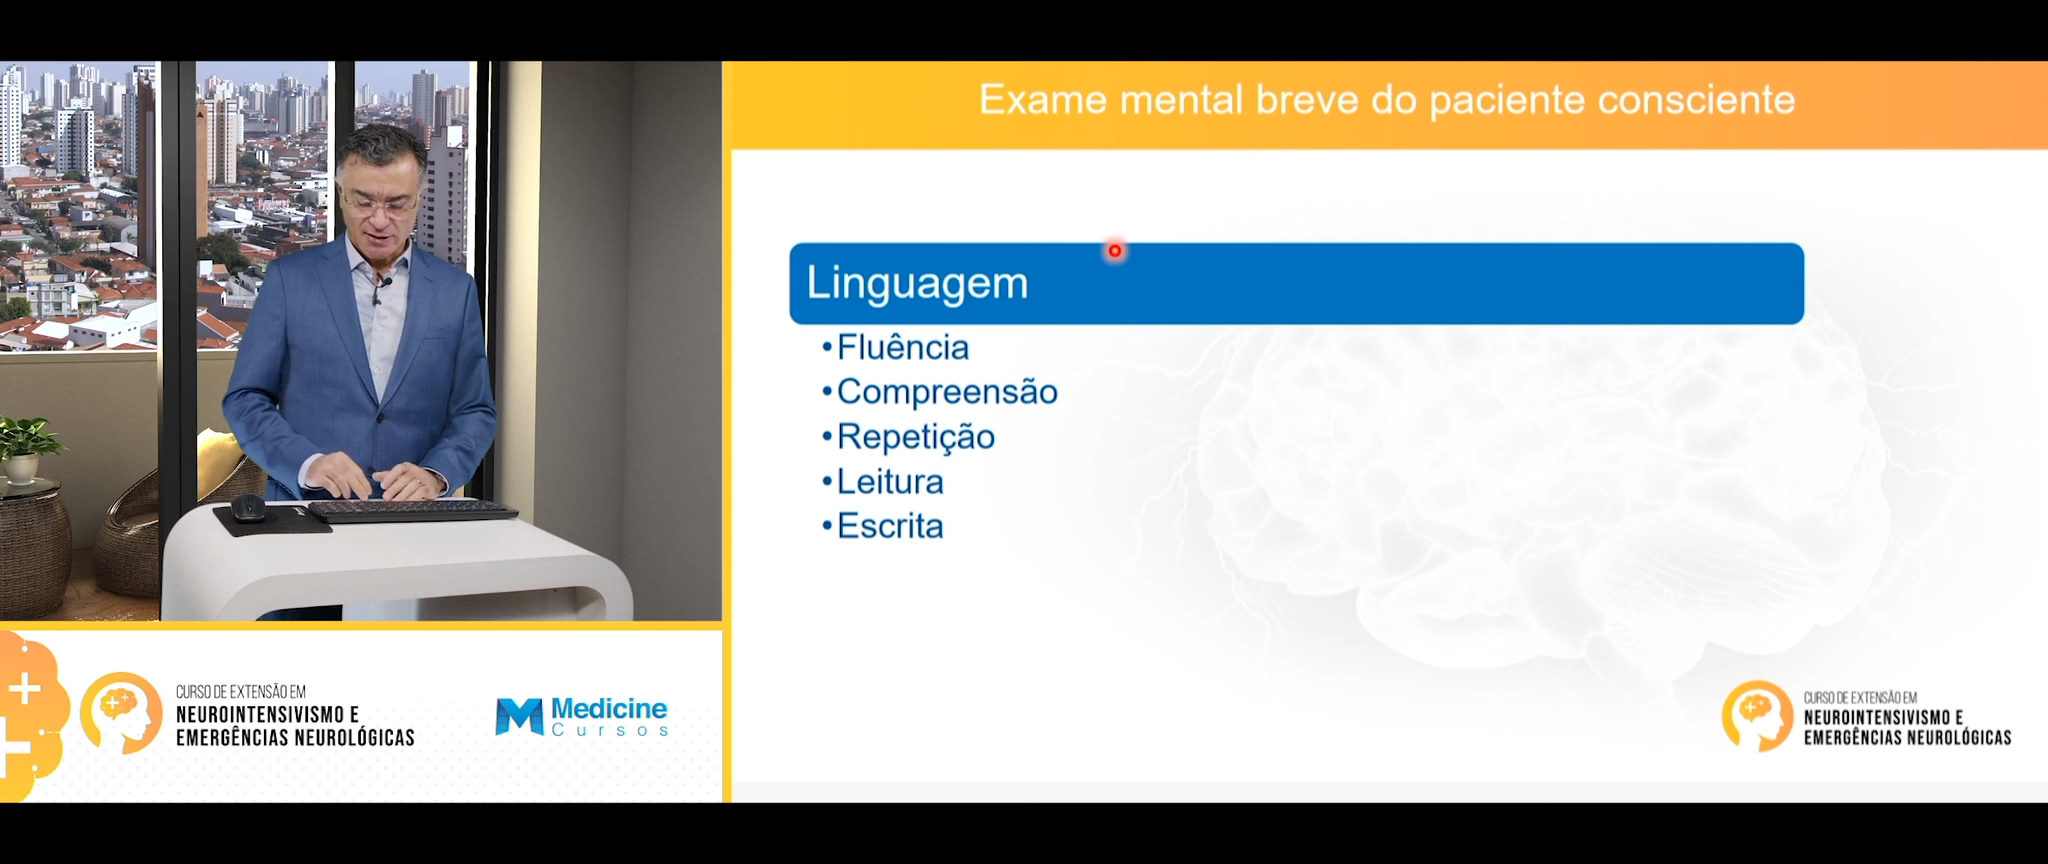 Exame mental breve do paciente consciente
Linguagem
•Fluência
•Compreensão
•Repetição
•Leitura
•Escrita
CURSO DE EXTENSÃO EM
NEUROINTENSIVISMO E
EMERGÊNCIAS NEUROLÓGICAS
Medicine
Cursos
CURSO DE EXTENSÃO EM
NEUROINTENSIVISMO E
EMERGÊNCIAS NEUROLÓGICAS